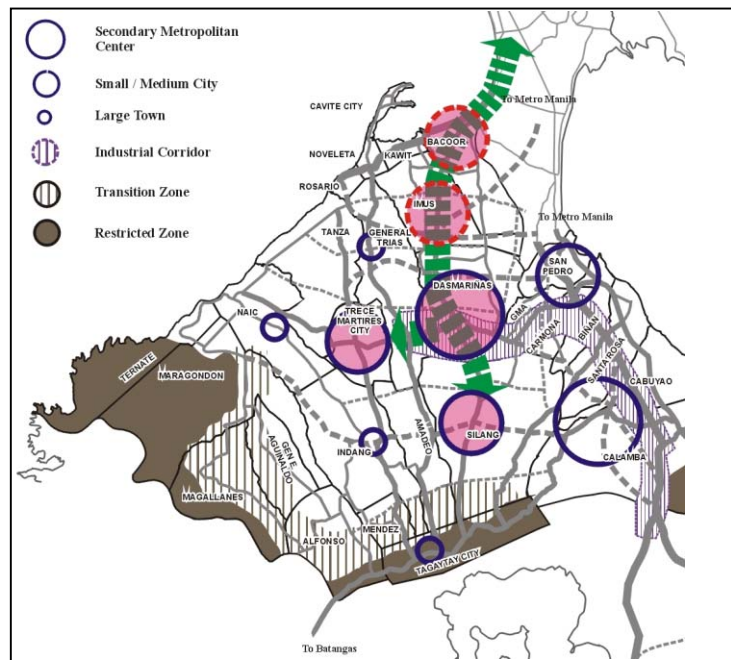 Secondary Metropolitan
Center
Small / Medium City
Large Town
Industrial Corridor
Transition Zone
Restricted Zone
To Metro Manila
CAVITE CITY
BACOOR
NOVELETA
KAWIT
ROSARIO
IMUS
TANZA
GENERAL
TRIAS
To Metro Manila
SAN
PEDRO
DASMARIÑAS
NAIC
TRECE
MARTIRES
CITY
GMA
CARMONA
BIÑAN
SANTA ROSA
CABUYAO
TERNATE
MARAGONDON
GEN E.
AGUINALDO
INDANG
AMADEO
SILANG
CALAMBA
MAGALLANES
ALFONSO
MENDEZ
TAGAYTAY CITY
To Batangas